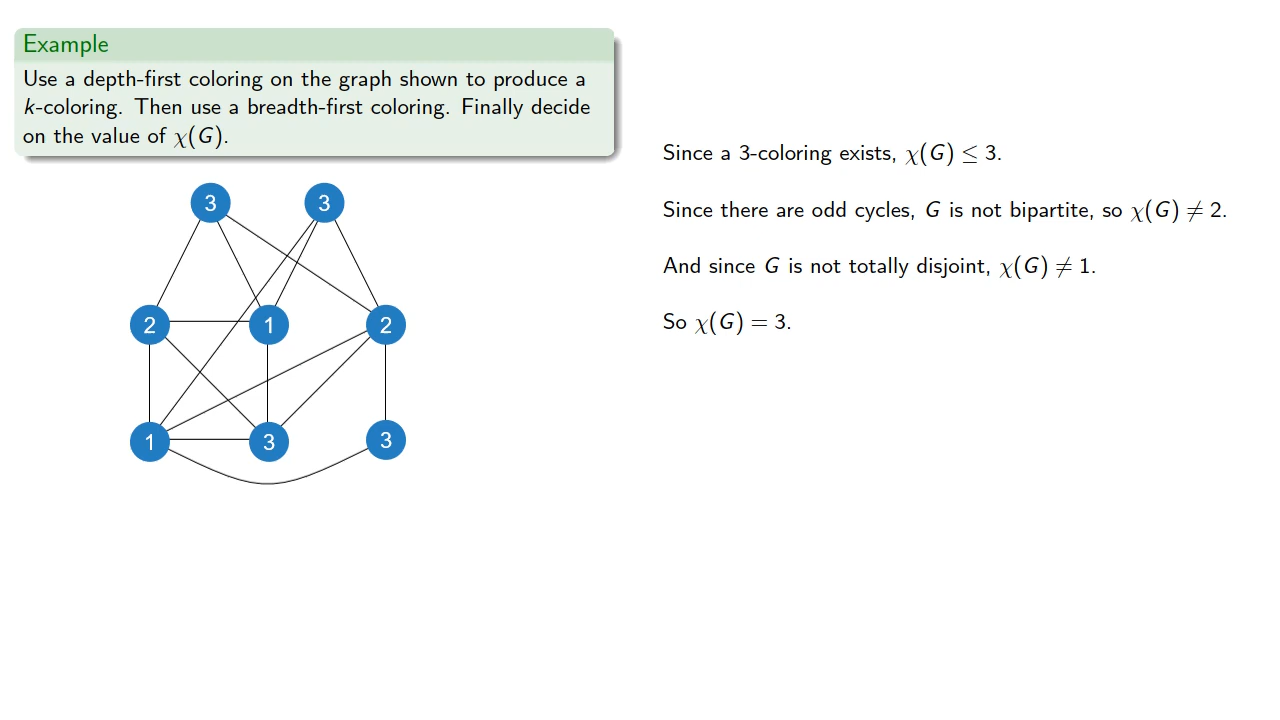 Example
Use a depth-first coloring on the graph shown to produce a
k-coloring. Then use a breadth-first coloring. Finally decide
on the value of χ(G).
Since a 3-coloring exists, χ(G) ≤ 3.
Since there are odd cycles, G is not bipartite, so χ(G) ≠ 2.
And since G is not totally disjoint, χ(G) ≠ 1.
So χ(G) = 3.
3 3
2 1 2
1 3 3